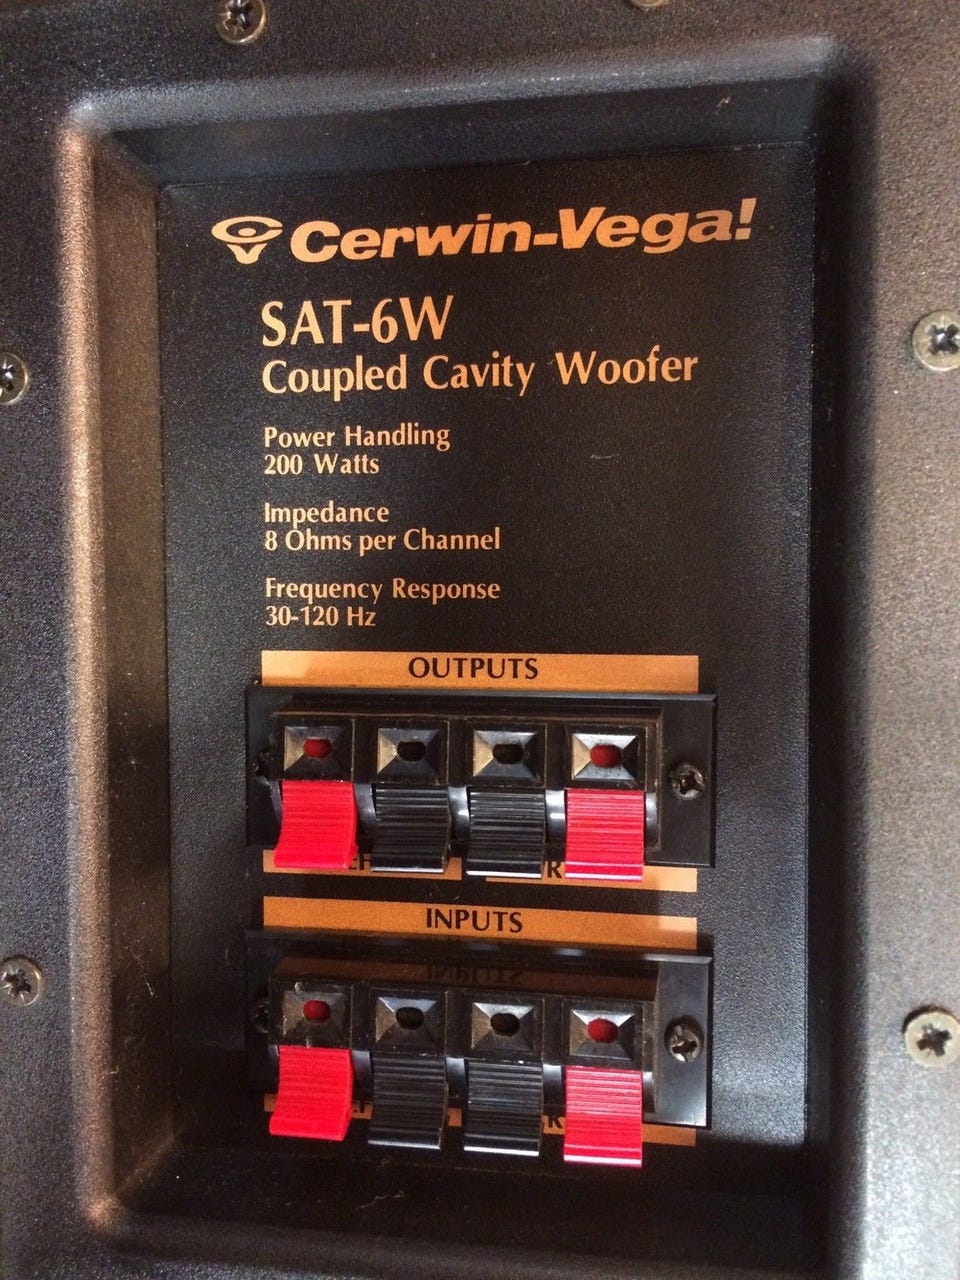 Cerwin-Vega!
SAT-6W
Coupled Cavity Woofer
Power Handling
200 Watts
Impedance
8 Ohms per Channel
Frequency Response
30-120 Hz
OUTPUTS
INPUTS